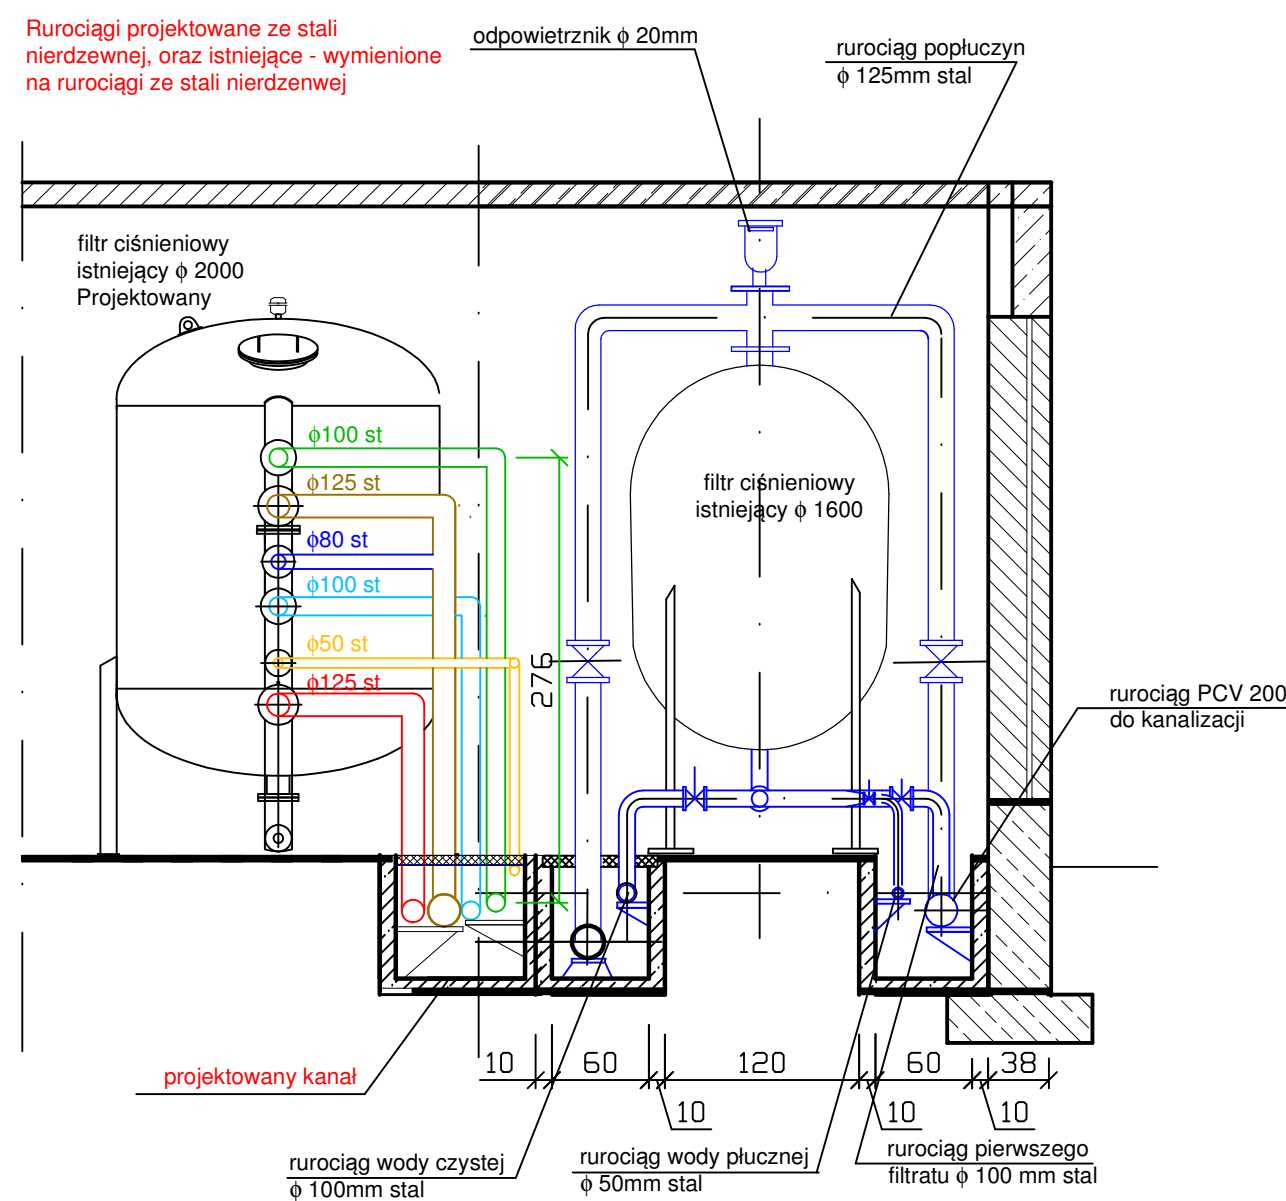 Rurociągi projektowane ze stali
nierdzewnej, oraz istniejące - wymienione
na rurociągi ze stali nierdzenwej
odpowietrznik ϕ 20mm
rurociąg popłuczyn
ϕ 125mm stal
filtr ciśnieniowy
istniejący ϕ 2000
Projektowany
ϕ100 st
ϕ125 st
ϕ80 st
ϕ100 st
ϕ50 st
ϕ125 st
276
filtr ciśnieniowy
istniejący ϕ 1600
rurociąg PCV 200
do kanalizacji
10 60 120 60 38
10 10 10
projektowany kanał
rurociąg wody czystej
ϕ 100mm stal
rurociąg wody płucznej
ϕ 50mm stal
rurociąg pierwszego
filtratu ϕ 100 mm stal